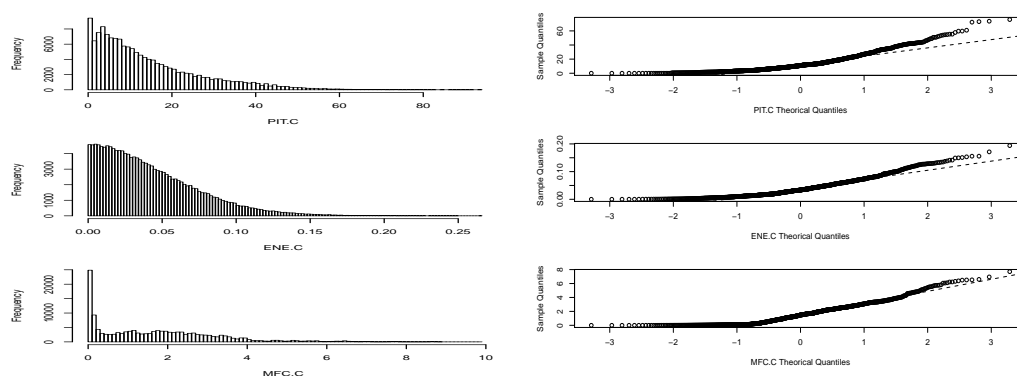 Frequency
0 2000 6000
0 20 40 60 80
PIT.C
Sample Quantiles
0 20 60
−3 −2 −1 0 1 2 3
PIT.C Theorical Quantiles
Frequency
0 1000 3000
0.00 0.05 0.10 0.15 0.20 0.25
ENE.C
Sample Quantiles
0.00 0.10 0.20
−3 −2 −1 0 1 2 3
ENE.C Theorical Quantiles
Frequency
0 10000 20000
0 2 4 6 8 10
MFC.C
Sample Quantiles
0 2 4 6 8
−3 −2 −1 0 1 2 3
MFC.C Theorical Quantiles